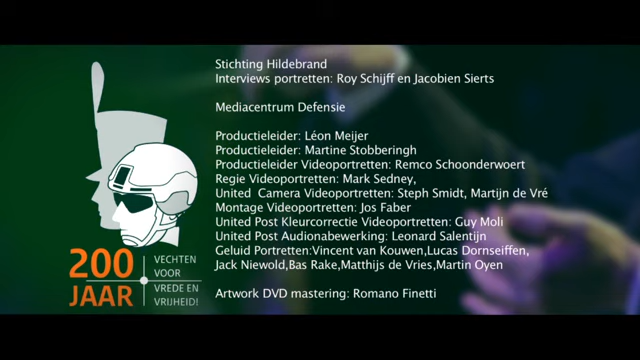 Stichting Hildebrand
Interviews portretten: Roy Schijff en Jacobien Sierts
Mediacentrum Defensie
Productieleider: Léon Meijer
Productieleider: Martine Stobberingh
Productieleider Videoportretten: Remco Schoonderwoert
Regie Videoportretten: Mark Sedney,
United Camera Videoportretten: Steph Smidt, Martijn de Vré
Montage Videoportretten: Jos Faber
United Post Kleurcorrectie Videoportretten: Guy Moli
United Post Audionabewerking: Leonard Salentijn
Geluid Portretten:Vincent van Kouwen,Lucas Dornseiffen,
Jack Niewold,Bas Rake,Matthijs de Vries,Martin Oyen
Artwork DVD mastering: Romano Finetti
200
JAAR
VECHTEN
VOOR
VREDE EN
VRIJHEID!